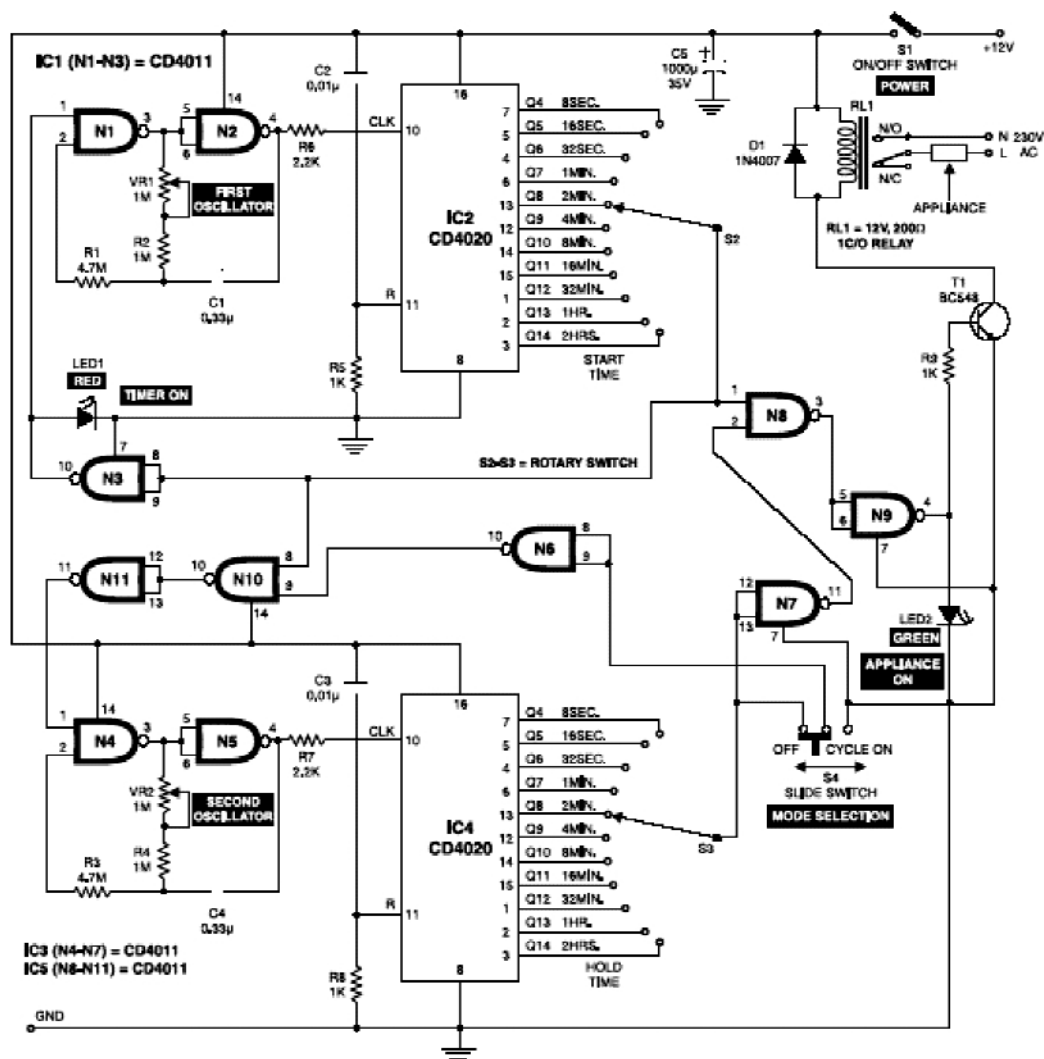 IC1 (N1-N3) = CD4011
C2
0.01µ
C5
1000µ
35V
+
S1
ON/OFF SWITCH
POWER
+12V
1
2
N1
3
5
6
14
N2
4
R6
2.2K
CLK
10
16
VR1
1M
FIRST
OSCILLATOR
R2
1M
R1
4.7M
C1
0.33µ
IC2
CD4020
7
Q4
8SEC.
5
Q5
16SEC.
4
Q6
32SEC.
6
Q7
1MIN.
13
Q8
2MIN.
12
Q9
4MIN.
14
Q10
8MIN.
15
Q11
16MIN.
1
Q12
32MIN.
2
Q13
1HR.
3
Q14
2HRS.
START
TIME
S2
R
11
8
R5
1K
D1
1N4007
RL1
N/O
N/C
N
230V
L
AC
APPLIANCE
RL1 = 12V, 200Ω
1C/O RELAY
T1
BC548
R9
1K
LED1
RED
TIMER ON
7
10
N3
8
9
S2-S3 = ROTARY SWITCH
1
2
N8
3
5
6
N9
4
7
11
N11
12
13
10
N10
8
9
14
10
N6
8
9
12
13
N7
11
7
LED2
GREEN
APPLIANCE
ON
OFF
CYCLE ON
S4
SLIDE SWITCH
MODE SELECTION
C3
0.01µ
1
2
N4
14
3
5
6
N5
4
R7
2.2K
CLK
10
16
VR2
1M
SECOND
OSCILLATOR
R4
1M
R3
4.7M
C4
0.33µ
IC4
CD4020
7
Q4
8SEC.
5
Q5
16SEC.
4
Q6
32SEC.
6
Q7
1MIN.
13
Q8
2MIN.
12
Q9
4MIN.
14
Q10
8MIN.
15
Q11
16MIN.
1
Q12
32MIN.
2
Q13
1HR.
3
Q14
2HRS.
HOLD
TIME
S3
R
11
8
R8
1K
IC3 (N4-N7) = CD4011
IC5 (N8-N11) = CD4011
GND